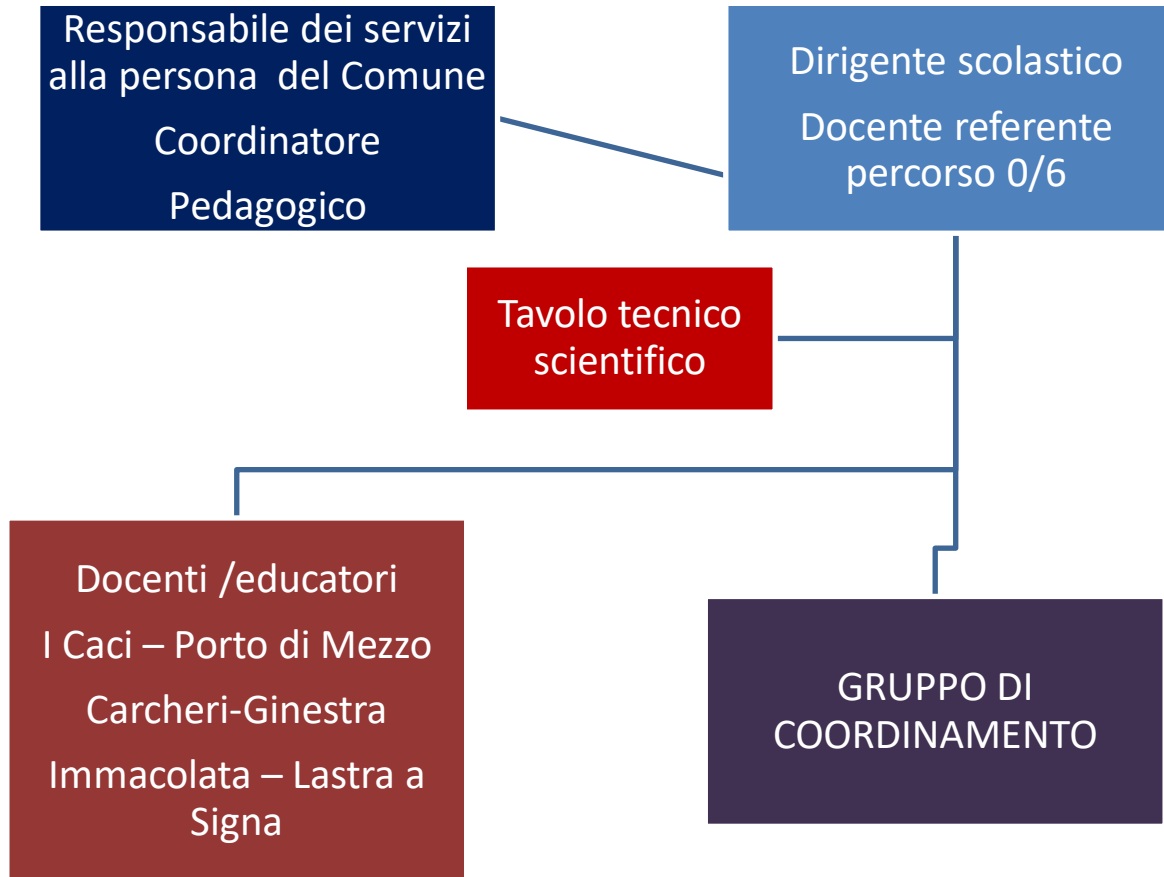 Responsabile dei servizi
alla persona del Comune
Coordinatore
Pedagogico
Dirigente scolastico
Docente referente
percorso 0/6
Tavolo tecnico
scientifico
Docenti /educatori
I Caci – Porto di Mezzo
Carcheri-Ginestra
Immacolata – Lastra a
Signa
GRUPPO DI
COORDINAMENTO